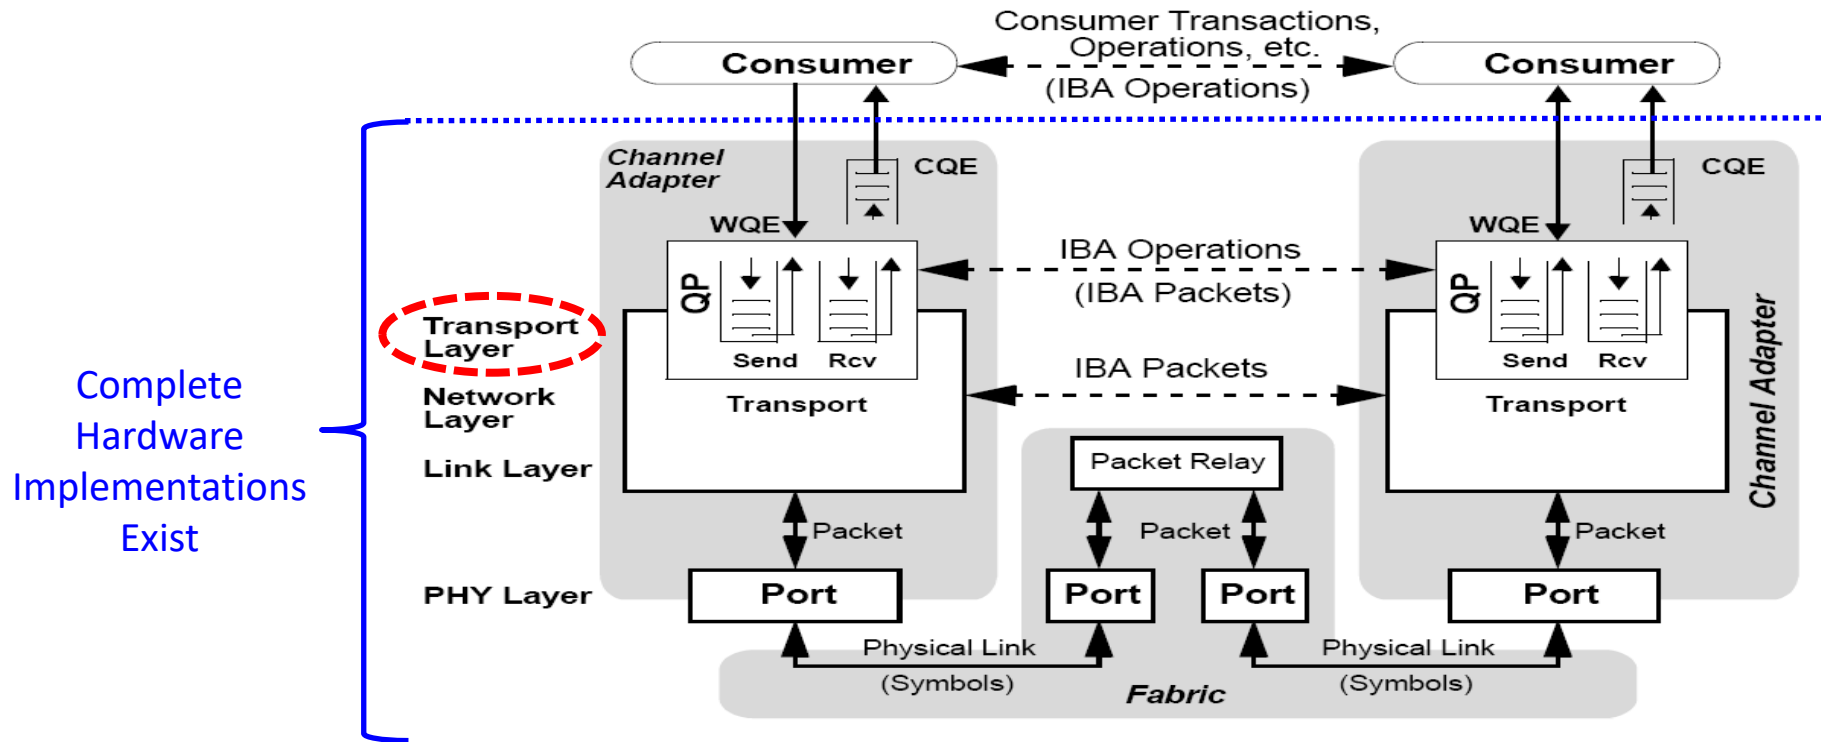 Consumer Transactions,
Operations, etc.
(IBA Operations)
Consumer
Consumer
Channel
Adapter
CQE
WQE
QP
Send
Rcv
Transport
IBA Operations
(IBA Packets)
IBA Packets
CQE
WQE
QP
Send
Rcv
Transport
Channel Adapter
Transport
Layer
Network
Layer
Link Layer
PHY Layer
Complete
Hardware
Implementations
Exist
Packet Relay
Packet
Packet
Packet
Port
Port
Port
Port
Physical Link
(Symbols)
Physical Link
(Symbols)
Fabric